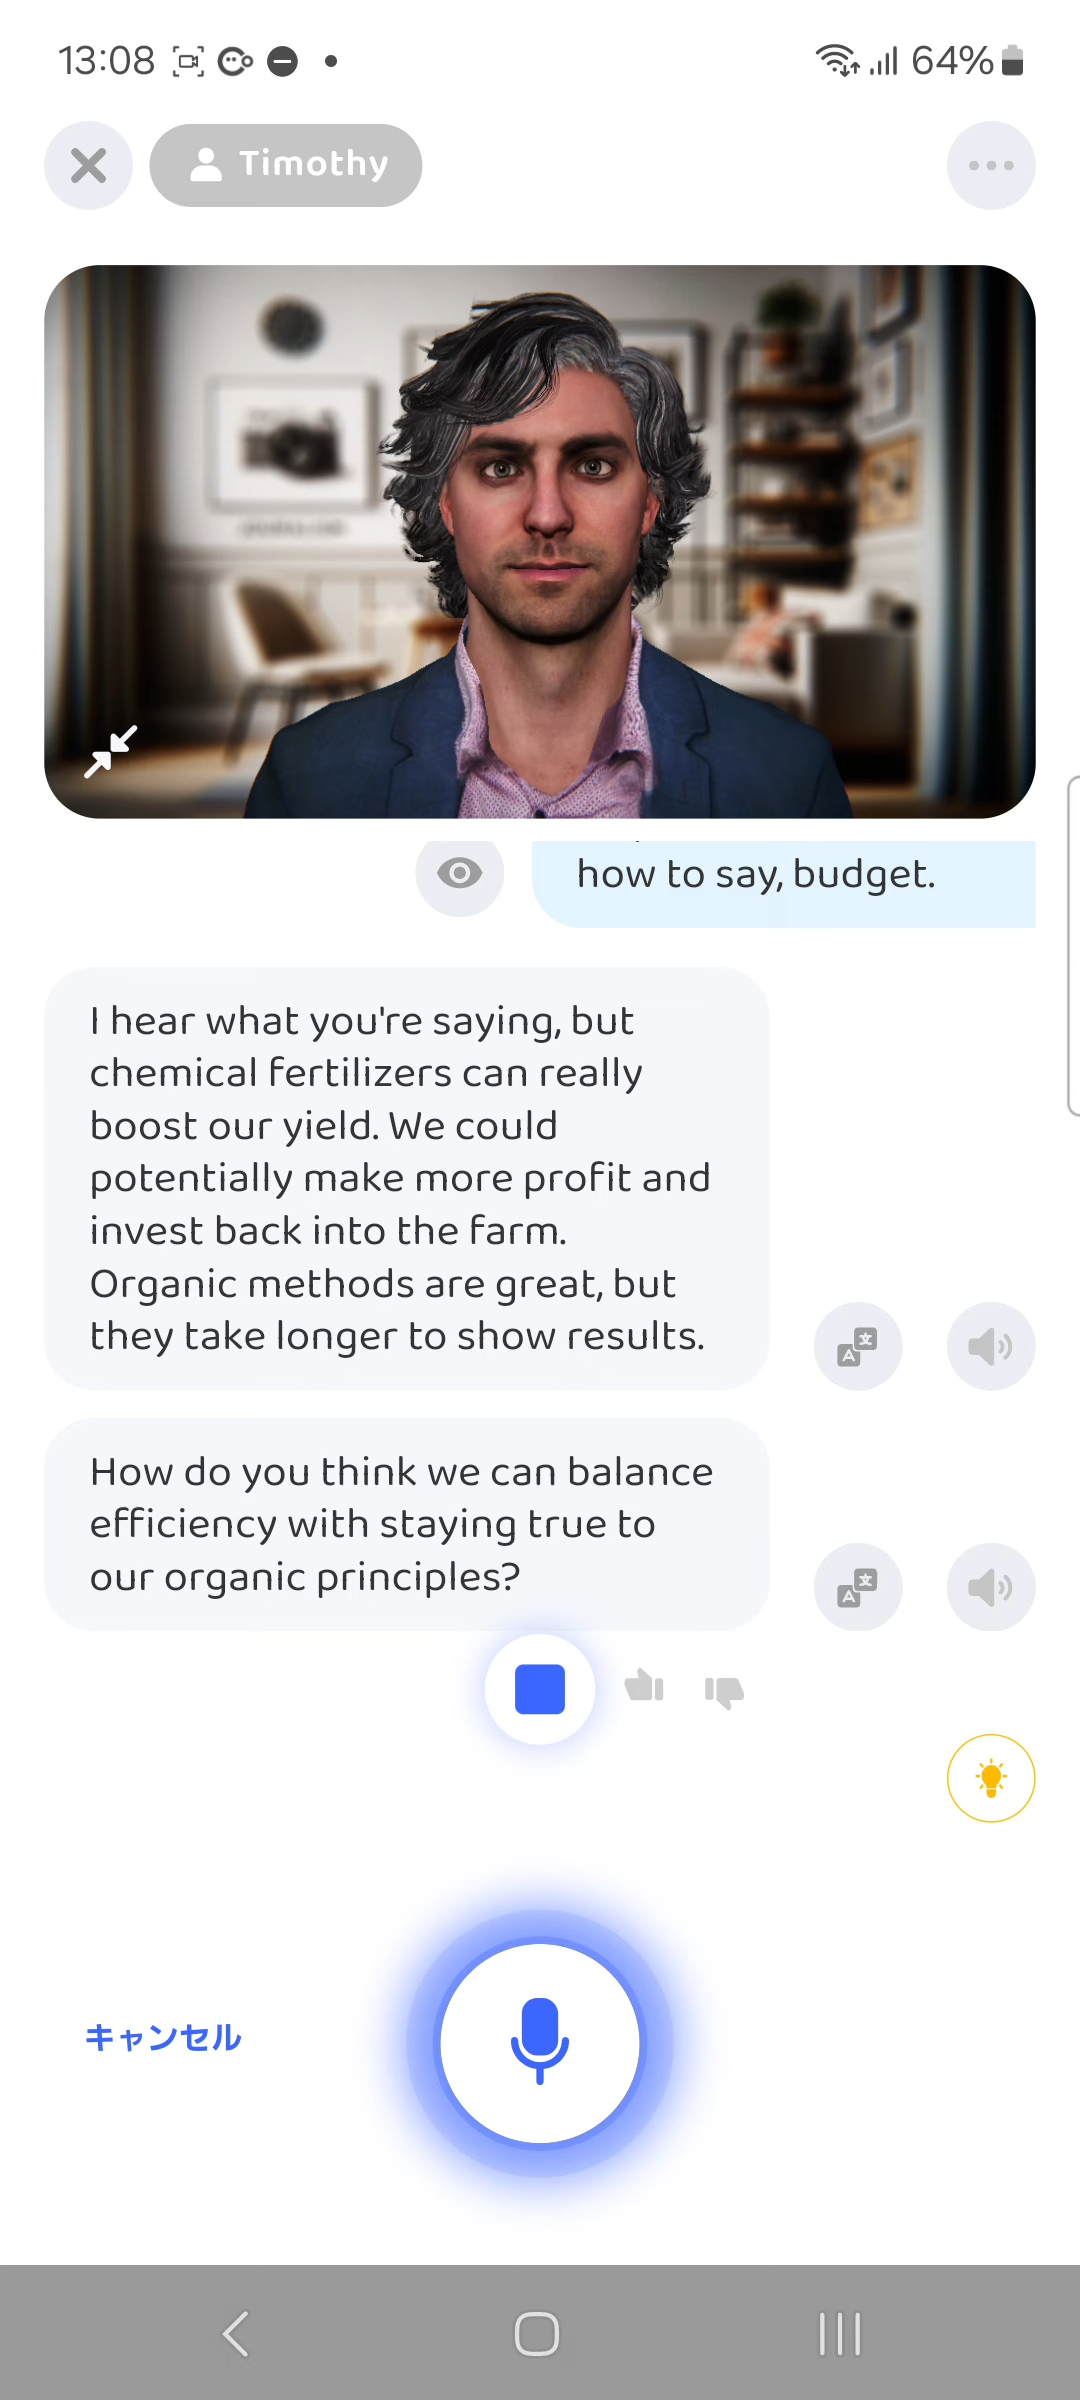 13:08
64%
Timothy
how to say, budget.
I hear what you're saying, but
chemical fertilizers can really
boost our yield. We could
potentially make more profit and
invest back into the farm.
Organic methods are great, but
they take longer to show results.
How do you think we can balance
efficiency with staying true to
our organic principles?
キャンセル